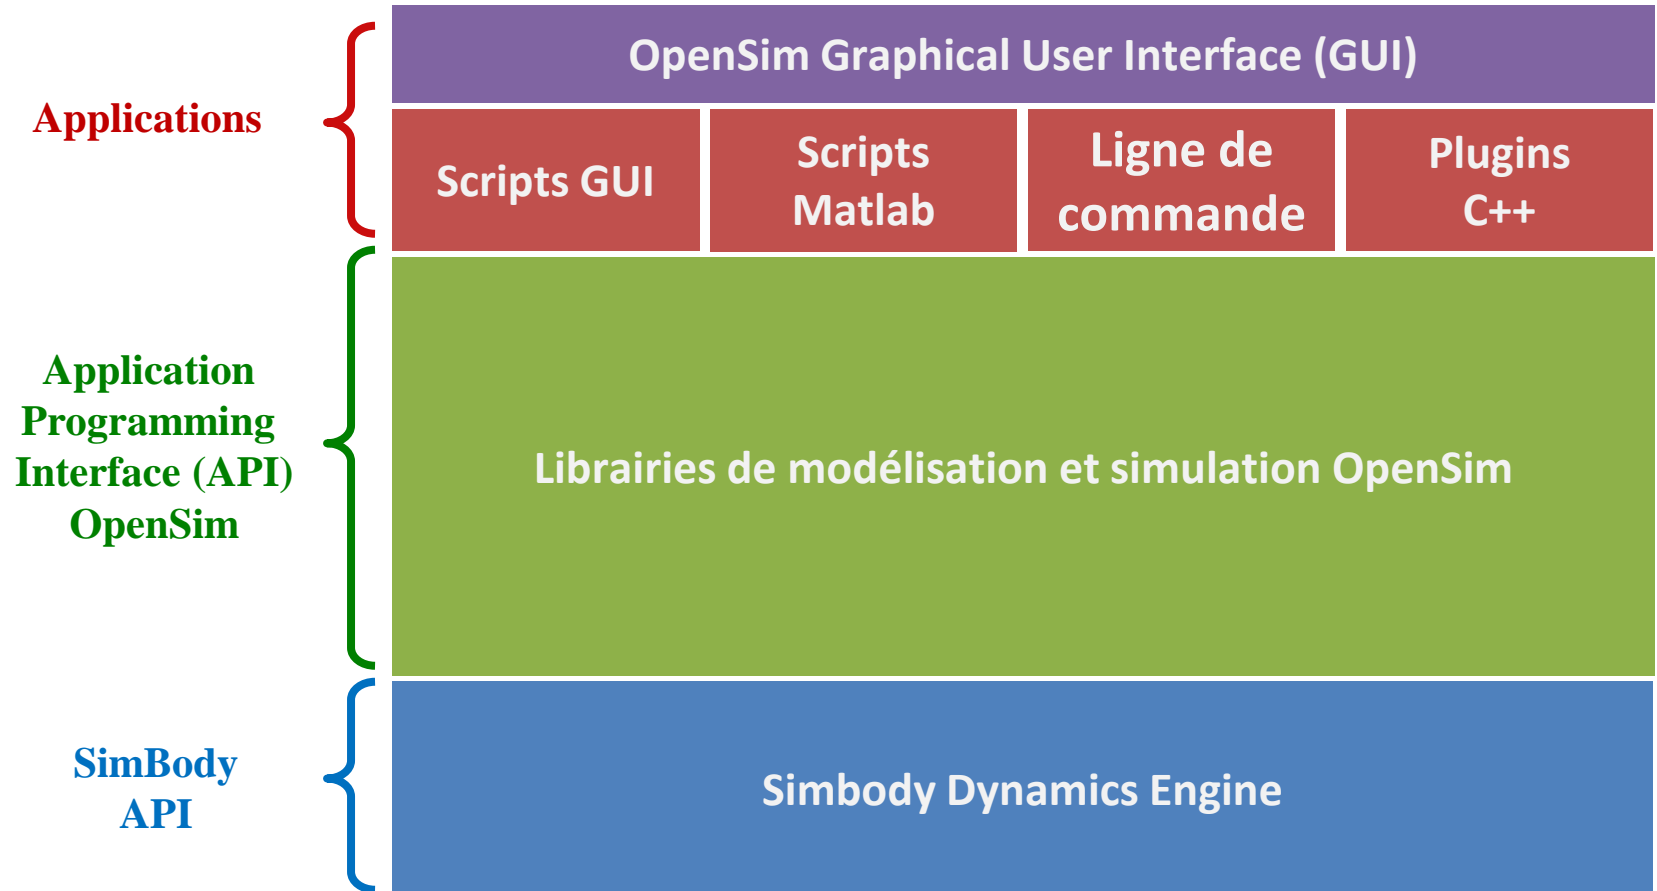 OpenSim Graphical User Interface (GUI)
Applications
Scripts GUI
Scripts
Matlab
Ligne de
commande
Plugins
C++
Application
Programming
Interface (API)
OpenSim
Librairies de modélisation et simulation OpenSim
SimBody
API
Simbody Dynamics Engine